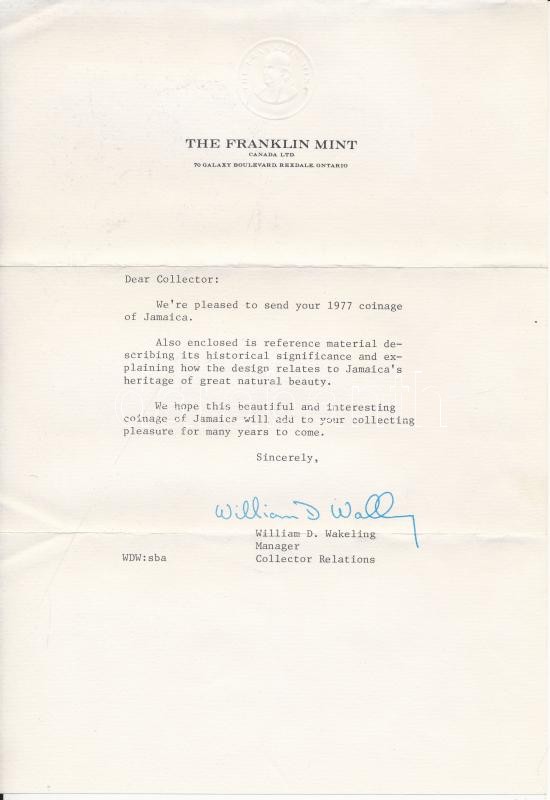 THE FRANKLIN MINT
CANADA LTD.
70 GALAXY BOULEVARD, REXDALE, ONTARIO
Dear Collector:
We're pleased to send your 1977 coinage
of Jamaica.
Also enclosed is reference material de-
scribing its historical significance and ex-
plaining how the design relates to Jamaica's
heritage of great natural beauty.
We hope this beautiful and interesting
coinage of Jamaica will add to your collecting
pleasure for many years to come.
Sincerely,
William D Wak
William D. Wakeling
Manager
WDW:sba Collector Relations